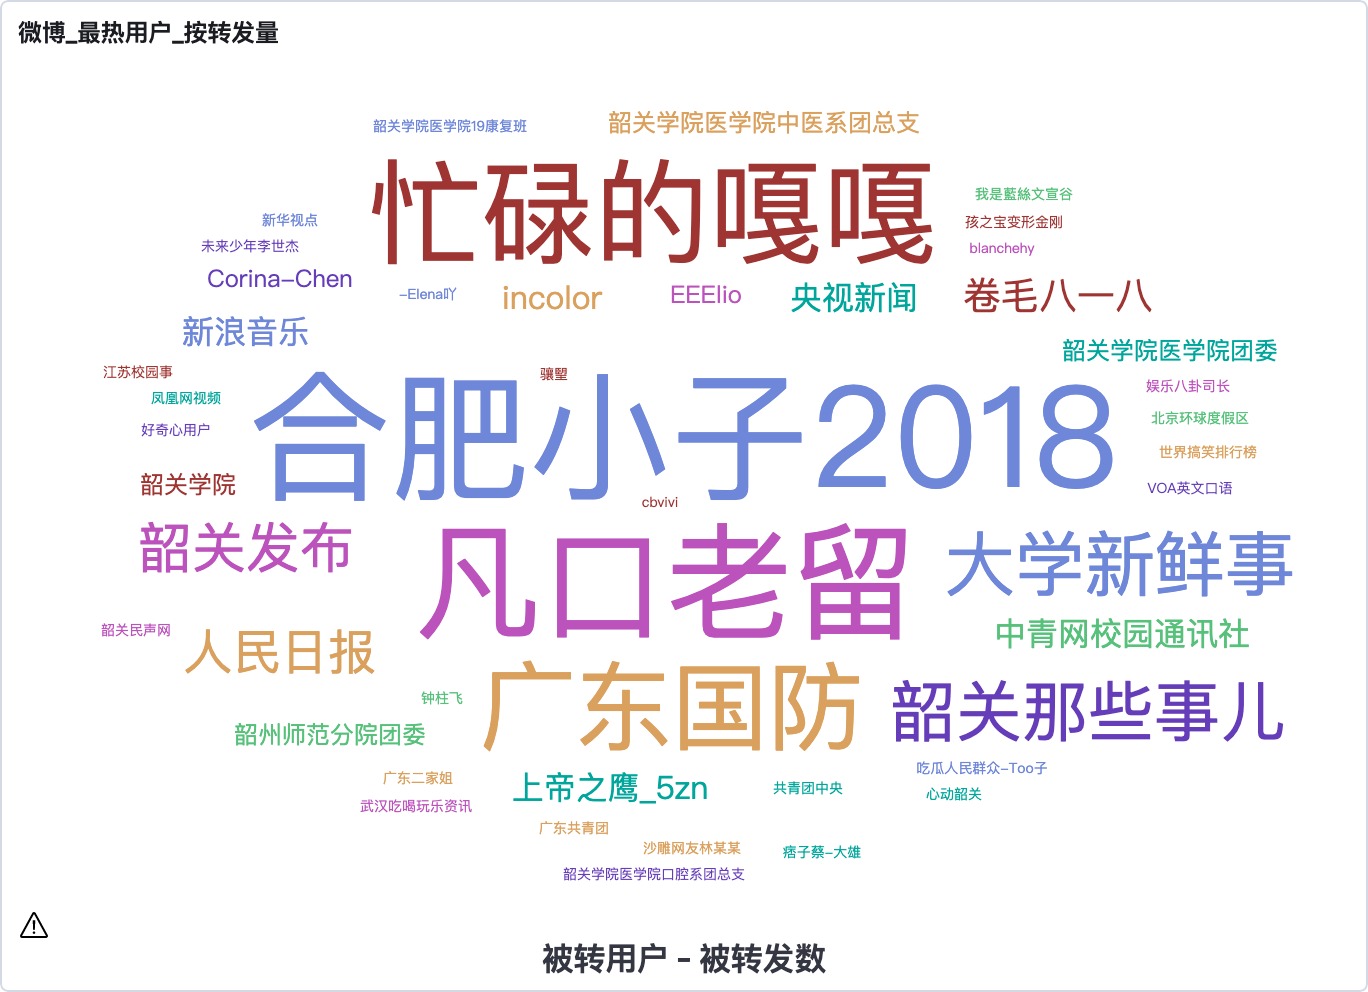 微博_最热用户_按转发量
韶关学院医学院19康复班
韶关学院医学院中医系团总支
忙碌的嘎嘎
我是藍絲文宣谷
新华视点
孩之宝变形金刚
未来少年李世杰
blanchehy
Corina-Chen
-Elena吖
incolor
EEElio
央视新闻
卷毛八一八
新浪音乐
韶关学院医学院团委
江苏校园事
骧曌
娱乐八卦司长
凤凰网视频
合肥小子2018
北京环球度假区
好奇心用户
世界搞笑排行榜
韶关学院
VOA英文口语
cbvivi
韶关发布
凡口老留
大学新鲜事
韶关民声网
人民日报
中青网校园通讯社
钟柱飞
广东国防
韶关那些事儿
韶州师范分院团委
广东二家姐
上帝之鹰_5zn
共青团中央
吃瓜人民群众-Too子
武汉吃喝玩乐资讯
心动韶关
广东共青团
沙雕网友林某某
痞子蔡-大雄
韶关学院医学院口腔系团总支
被转用户 - 被转发数